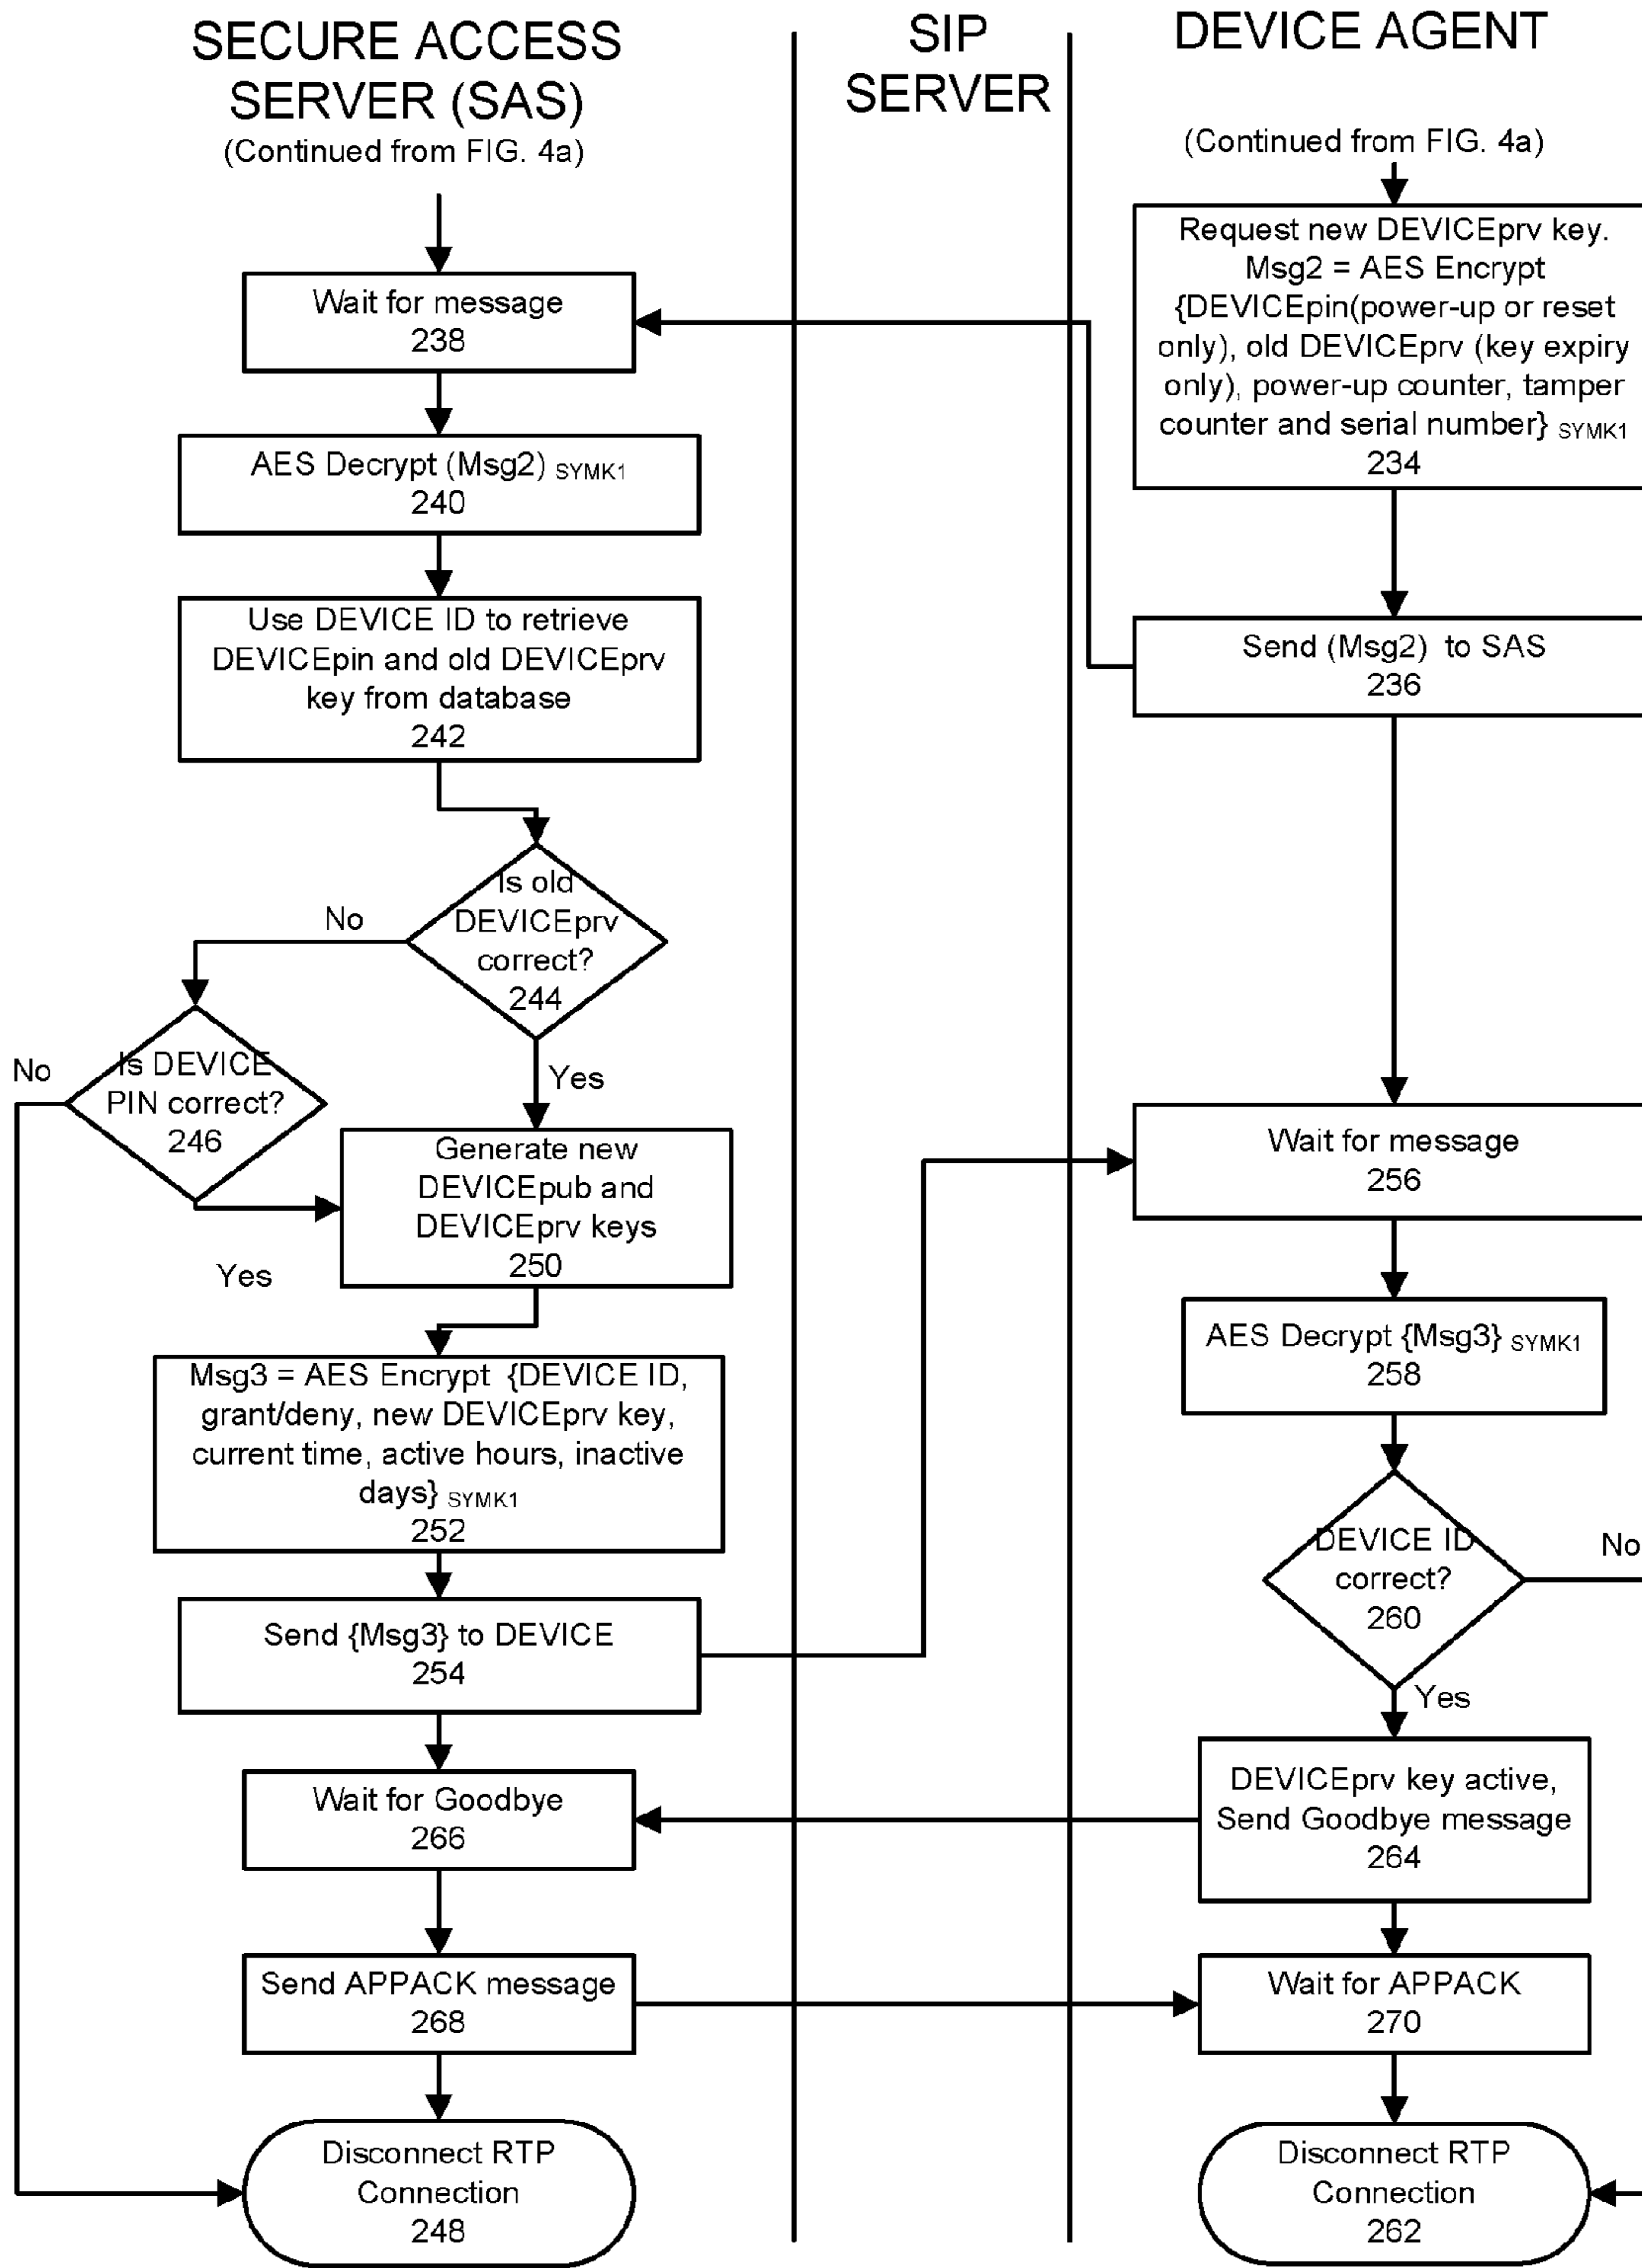 SECURE ACCESS
SERVER (SAS)
(Continued from FIG. 4a)
Wait for message
238
AES Decrypt (Msg2) SYMK1
240
Use DEVICE ID to retrieve
DEVICEpin and old DEVICEprv
key from database
242
Is old
DEVICEprv
correct?
244
No
Yes
Is DEVICE
PIN correct?
246
No
Yes
Generate new
DEVICEpub and
DEVICEprv keys
250
Msg3 = AES Encrypt {DEVICE ID,
grant/deny, new DEVICEprv key,
current time, active hours, inactive
days} SYMK1
252
Send {Msg3} to DEVICE
254
Wait for Goodbye
266
Send APPACK message
268
Disconnect RTP
Connection
248
SIP
SERVER
DEVICE AGENT
(Continued from FIG. 4a)
Request new DEVICEprv key.
Msg2 = AES Encrypt
{DEVICEpin(power-up or reset
only), old DEVICEprv (key expiry
only), power-up counter, tamper
counter and serial number} SYMK1
234
Send (Msg2) to SAS
236
Wait for message
256
AES Decrypt {Msg3} SYMK1
258
DEVICE ID
correct?
260
No
Yes
DEVICEprv key active,
Send Goodbye message
264
Wait for APPACK
270
Disconnect RTP
Connection
262